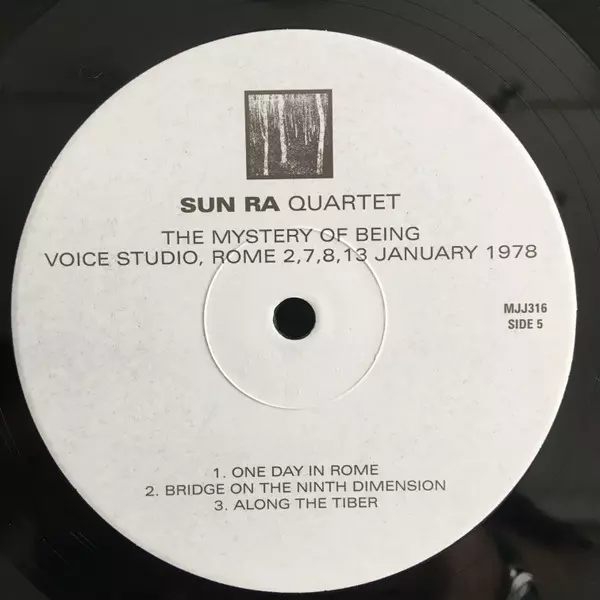 SUN RA QUARTET
THE MYSTERY OF BEING
VOICE STUDIO, ROME 2,7,8,13 JANUARY 1978
MJJ316
SIDE 5
1. ONE DAY IN ROME
2. BRIDGE ON THE NINTH DIMENSION
3. ALONG THE TIBER